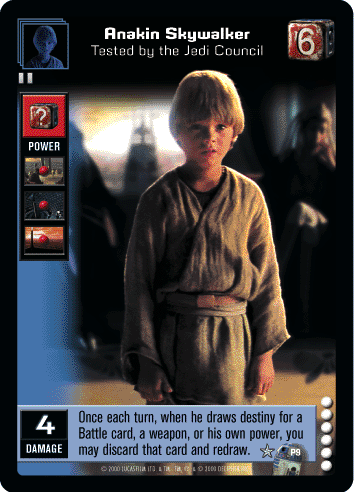 Anakin Skywalker
Tested by the Jedi Council
6
?
POWER
4
DAMAGE
Once each turn, when he draws destiny for a
Battle card, a weapon, or his own power, you
may discard that card and redraw.
P9
© 2000 LUCASFILM LTD. & TM, TM, ® & © 2000 DECIPHER INC.